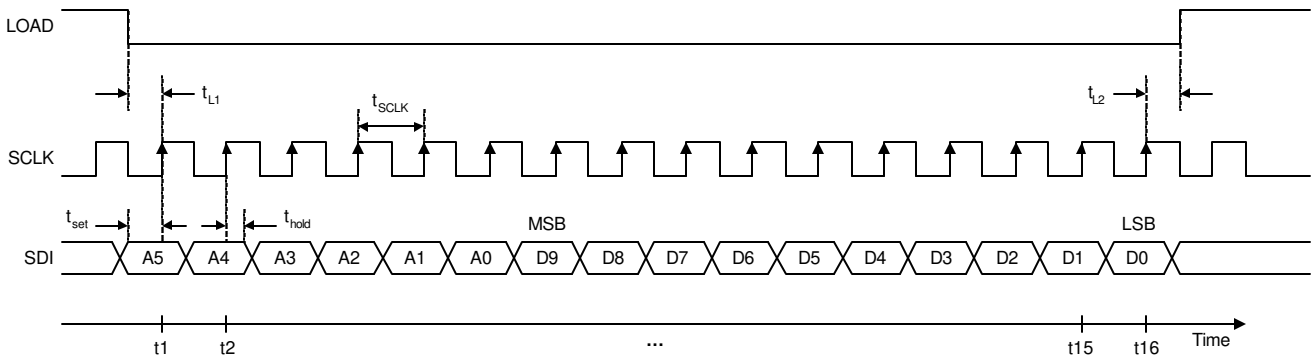 LOAD
tL1
tSCLK
tL2
SCLK
tset
thold
MSB
LSB
SDI
A5 A4 A3 A2 A1 A0 D9 D8 D7 D6 D5 D4 D3 D2 D1 D0
t1 t2 ... t15 t16 Time